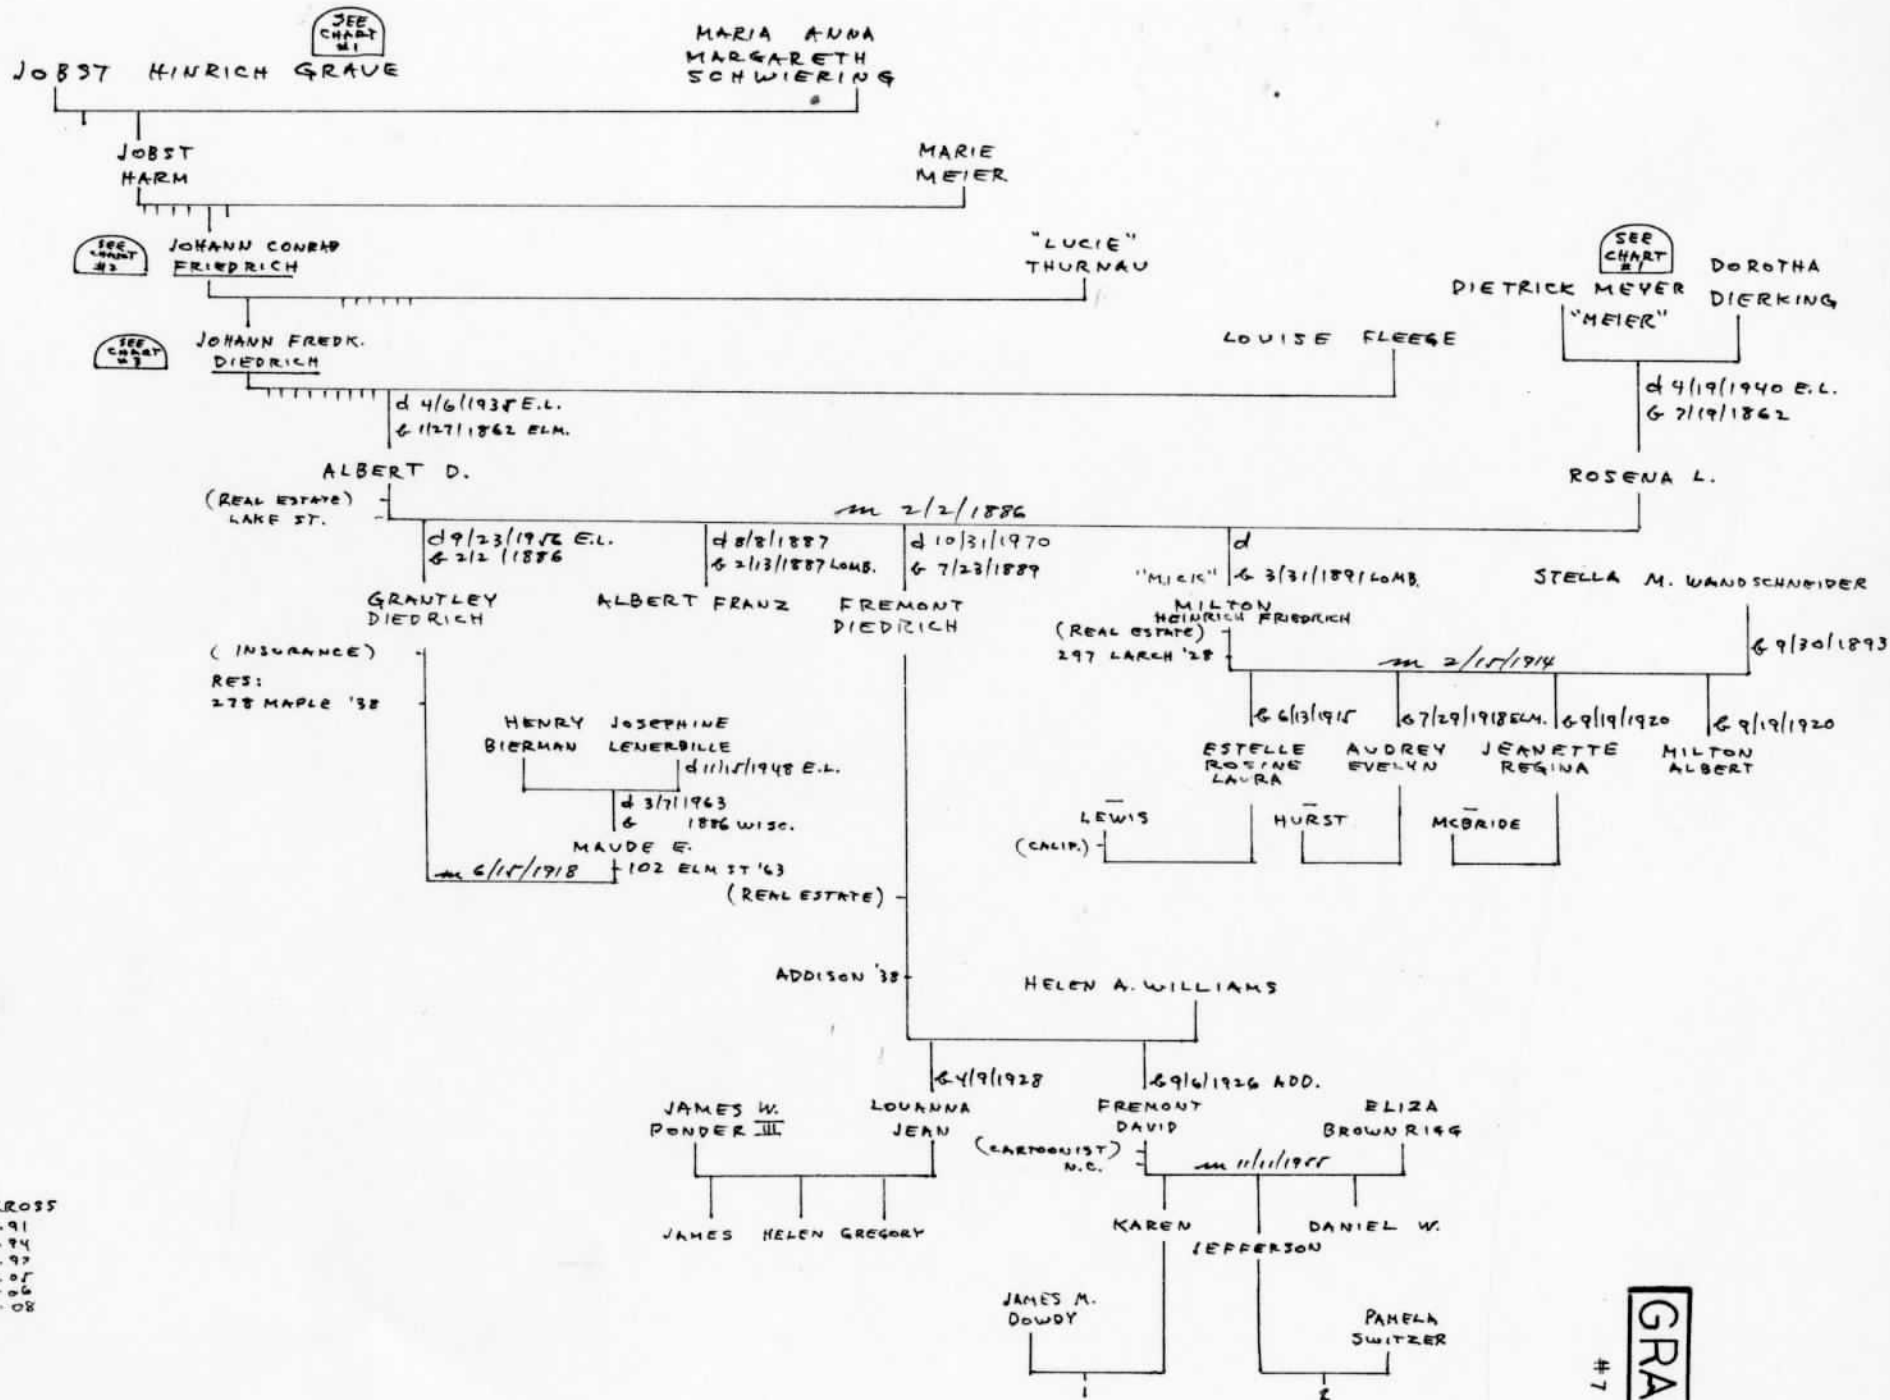 SEE
CHART
#1
JOBST HINRICH GRAUE
MARIA ANNA
MARGARETH
SCHWIERING
JOBST
HARM
MARIE
MEIER
SEE
CHART
JOHANN CONRAD
FRIEDRICH
"LUCIE"
THURNAU
SEE
CHART
#1
DIETRICK MEYER
"MEIER"
DOROTHA
DIERKING
SEE
CHART
#3
JOHANN FREDK.
DIEDRICH
LOUISE FLEEGE
d 4/6/1938 E.L.
b 1/27/1862 ELM.
d 4/19/1940 E.L.
b 7/19/1862
ALBERT D.
ROSENA L.
(REAL ESTATE)
LAKE ST.
m 2/2/1886
d 9/23/1956 E.L.
b 2/2/1886
d 8/8/1887
b 2/13/1887 LOMB.
d 10/31/1970
b 7/23/1889
d
"MICK" b 3/31/1891 LOMB.
STELLA M. WANDSCHNEIDER
GRANTLEY
DIEDRICH
ALBERT FRANZ
FREMONT
DIEDRICH
MILTON
HEINRICH FRIEDRICH
(REAL ESTATE)
297 LARCH '28
m 2/15/1914
b 9/30/1893
(INSURANCE)
RES:
278 MAPLE '38
HENRY
BIERMAN
JOSEPHINE
LENERBILLE
d 11/15/1948 E.L.
b 6/13/1915
b 7/29/1918 ELM.
b 9/19/1920
b 9/19/1920
ESTELLE
ROSINE
LAURA
AUDREY
EVELYN
JEANETTE
REGINA
MILTON
ALBERT
d 3/7/1963
b 1886 WISC.
MAUDE E.
102 ELM ST '63
m 6/15/1918
LEWIS
(CALIF.)
HURST
MCBRIDE
(REAL ESTATE)
ADDISON '38
HELEN A. WILLIAMS
b 4/9/1928
b 9/6/1926 ADD.
JAMES W.
PONDER III
LOUANNA
JEAN
FREMONT
DAVID
ELIZA
BROWNRIGG
(CARTOONIST)
N.C.
m 11/11/1955
JAMES HELEN GREGORY
KAREN
JEFFERSON
DANIEL W.
JAMES M.
DOWDY
PAMELA
SWITZER
1
2
ROSS
.91
.94
.97
.05
.06
.08
GRA
#7